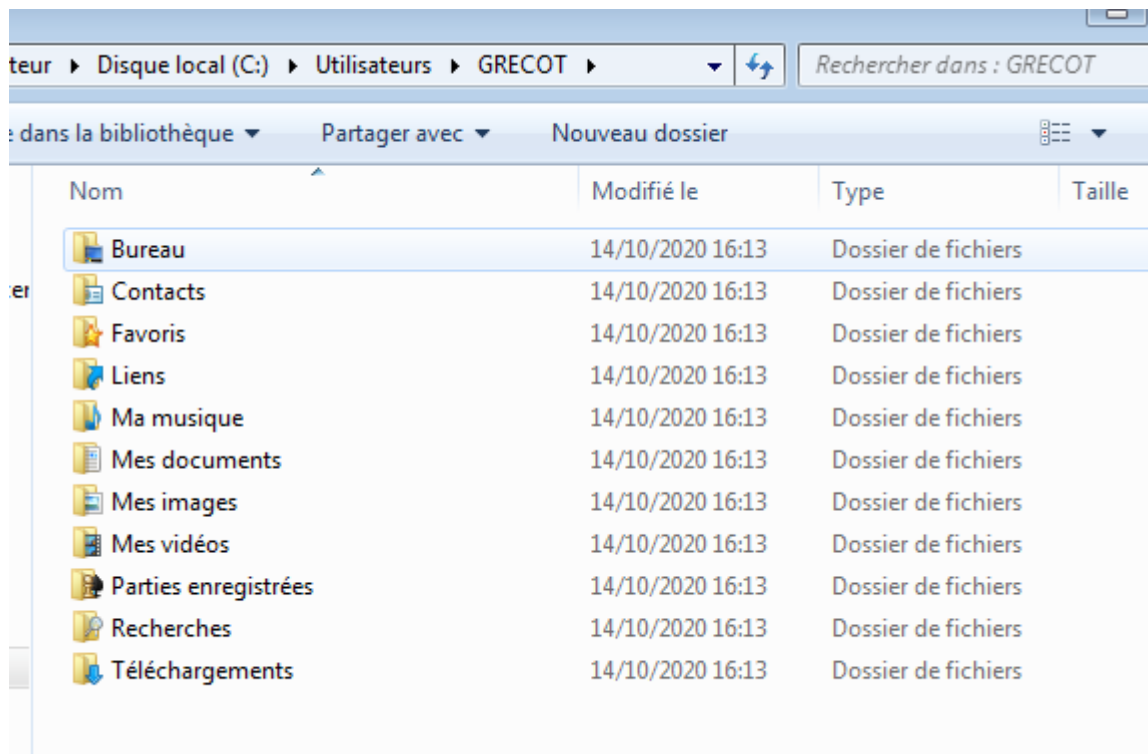 teur ▸ Disque local (C:) ▸ Utilisateurs ▸ GRECOT ▸ Rechercher dans : GRECOT
e dans la bibliothèque Partager avec Nouveau dossier
Nom Modifié le Type Taille
Bureau 14/10/2020 16:13 Dossier de fichiers
Contacts 14/10/2020 16:13 Dossier de fichiers
Favoris 14/10/2020 16:13 Dossier de fichiers
Liens 14/10/2020 16:13 Dossier de fichiers
Ma musique 14/10/2020 16:13 Dossier de fichiers
Mes documents 14/10/2020 16:13 Dossier de fichiers
Mes images 14/10/2020 16:13 Dossier de fichiers
Mes vidéos 14/10/2020 16:13 Dossier de fichiers
Parties enregistrées 14/10/2020 16:13 Dossier de fichiers
Recherches 14/10/2020 16:13 Dossier de fichiers
Téléchargements 14/10/2020 16:13 Dossier de fichiers